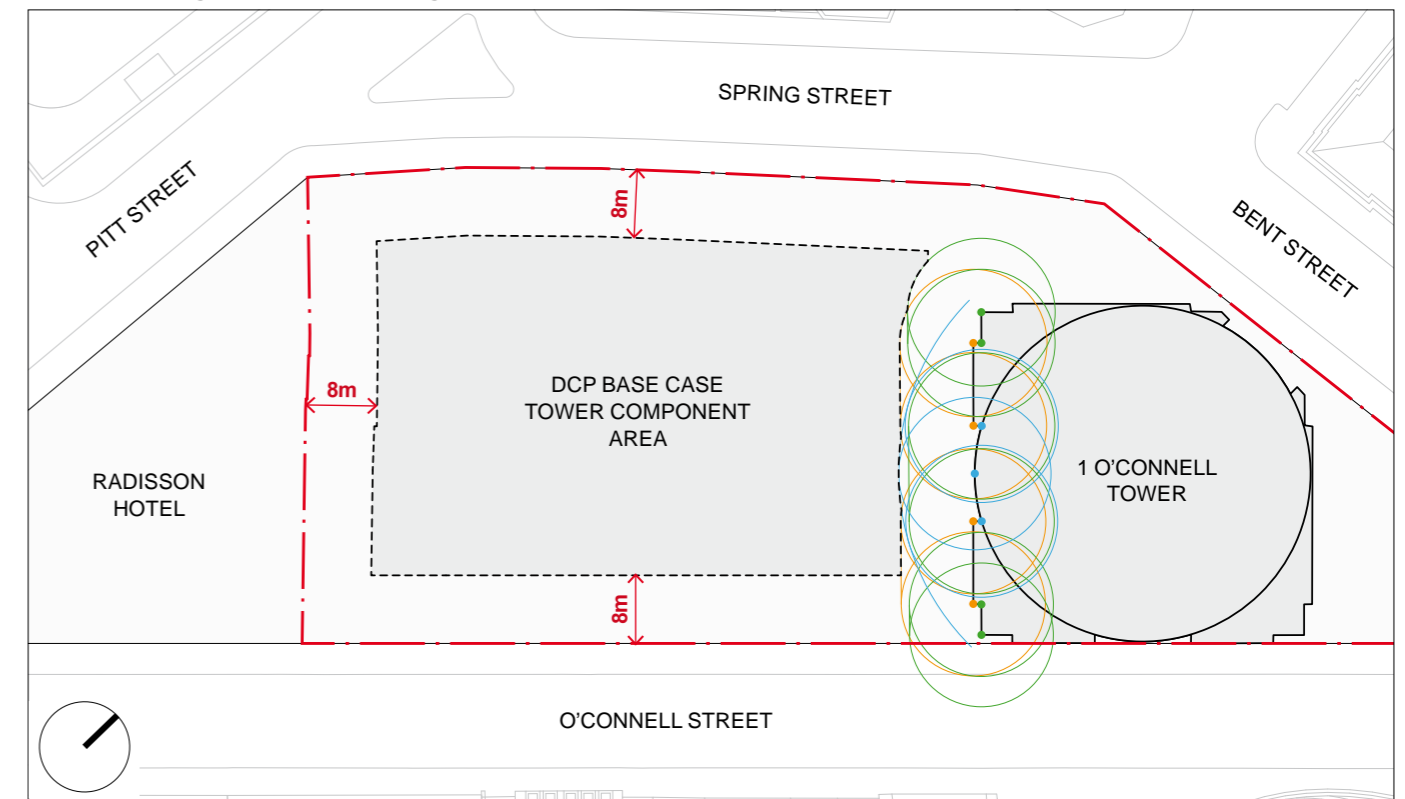 SPRING STREET
PITT STREET
BENT STREET
8m
8m
DCP BASE CASE
TOWER COMPONENT
AREA
RADISSON
HOTEL
1 O'CONNELL
TOWER
8m
O'CONNELL STREET